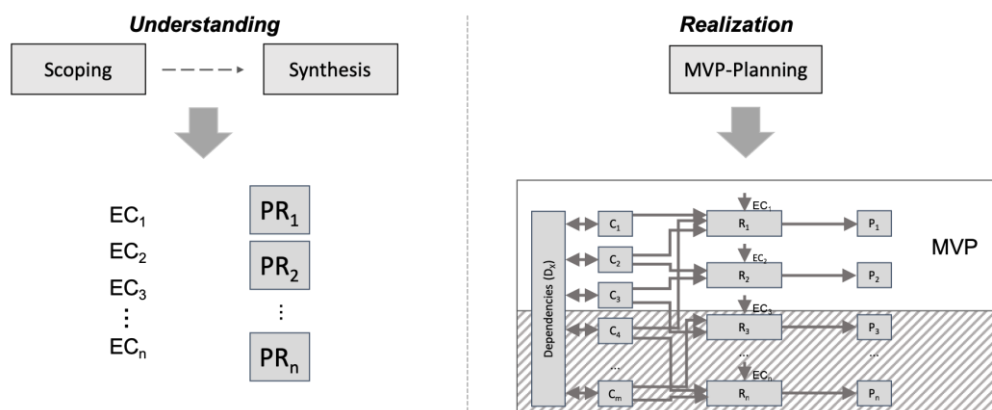 Understanding
Scoping
Synthesis
EC1
EC2
EC3
⋮
ECn
PR1
PR2
⋮
PRn
Realization
MVP-Planning
MVP
Dependencies (Dx)
C1
C2
C3
C4
...
Cm
EC1
R1
EC2
R2
EC3
R3
...
ECn
Rn
P1
P2
P3
...
Pn